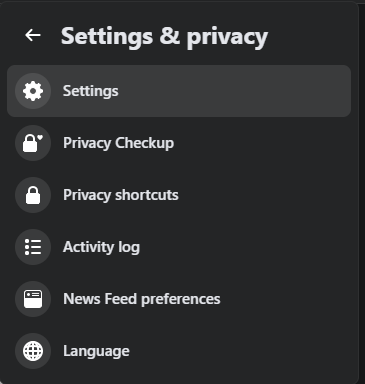 Settings & privacy
Settings
Privacy Checkup
Privacy shortcuts
Activity log
News Feed preferences
Language